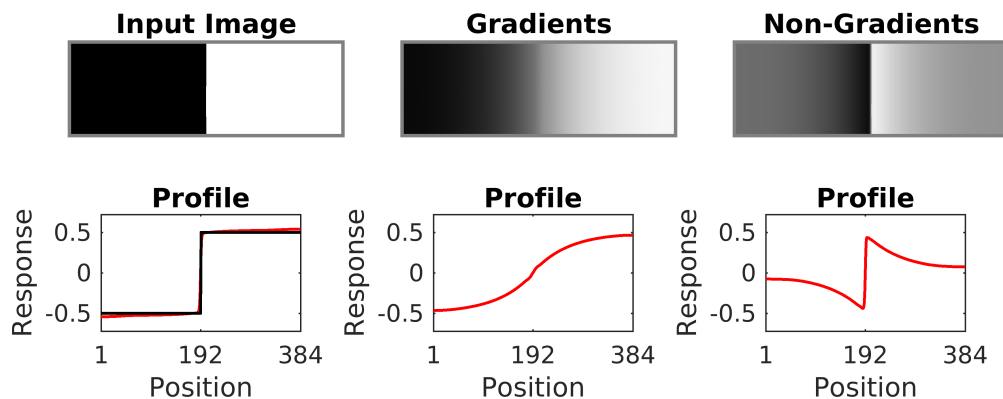 Input Image
Gradients
Non-Gradients
Profile
Response
0.5
0
-0.5
1 192 384
Position
Profile
Response
0.5
0
-0.5
1 192 384
Position
Profile
Response
0.5
0
-0.5
1 192 384
Position